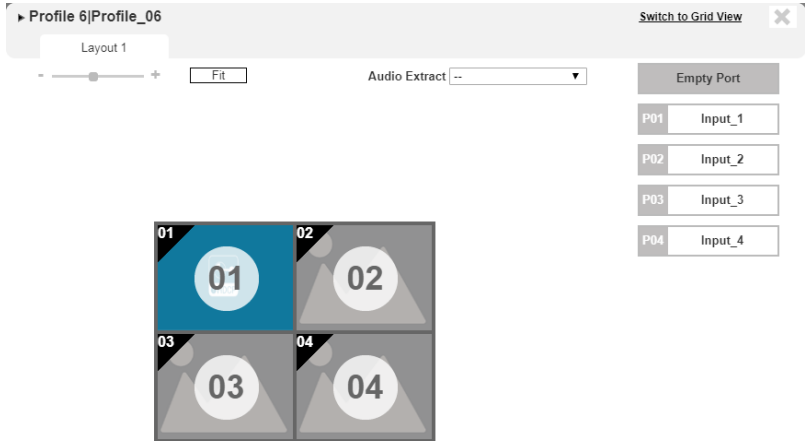 ▸ Profile 6|Profile_06
Switch to Grid View
Layout 1
- +
Fit
Audio Extract -- ▼
Empty Port
P01 Input_1
P02 Input_2
P03 Input_3
P04 Input_4
01 02
01 02
03 04
03 04